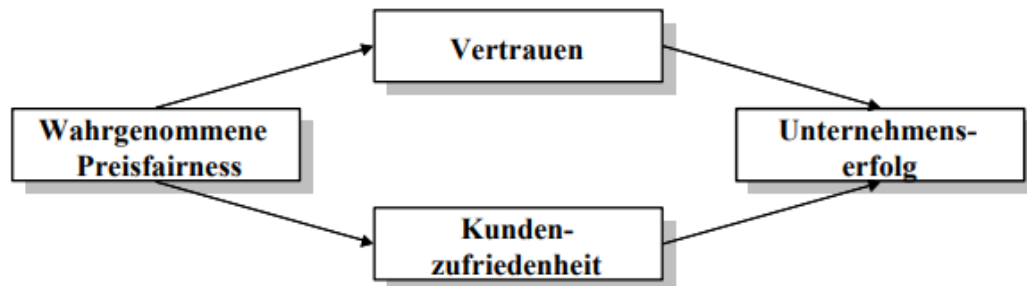 Vertrauen
Wahrgenommene
Preisfairness
Unternehmens-
erfolg
Kunden-
zufriedenheit